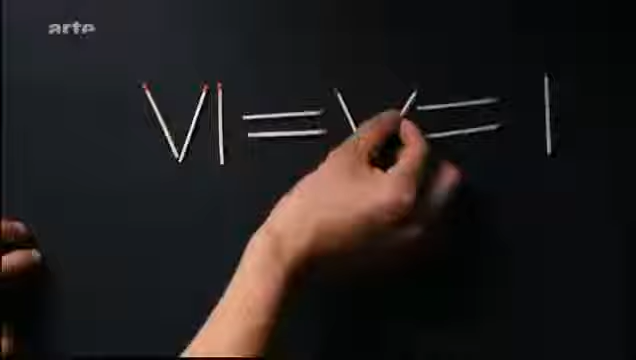 arte
VI = V = I